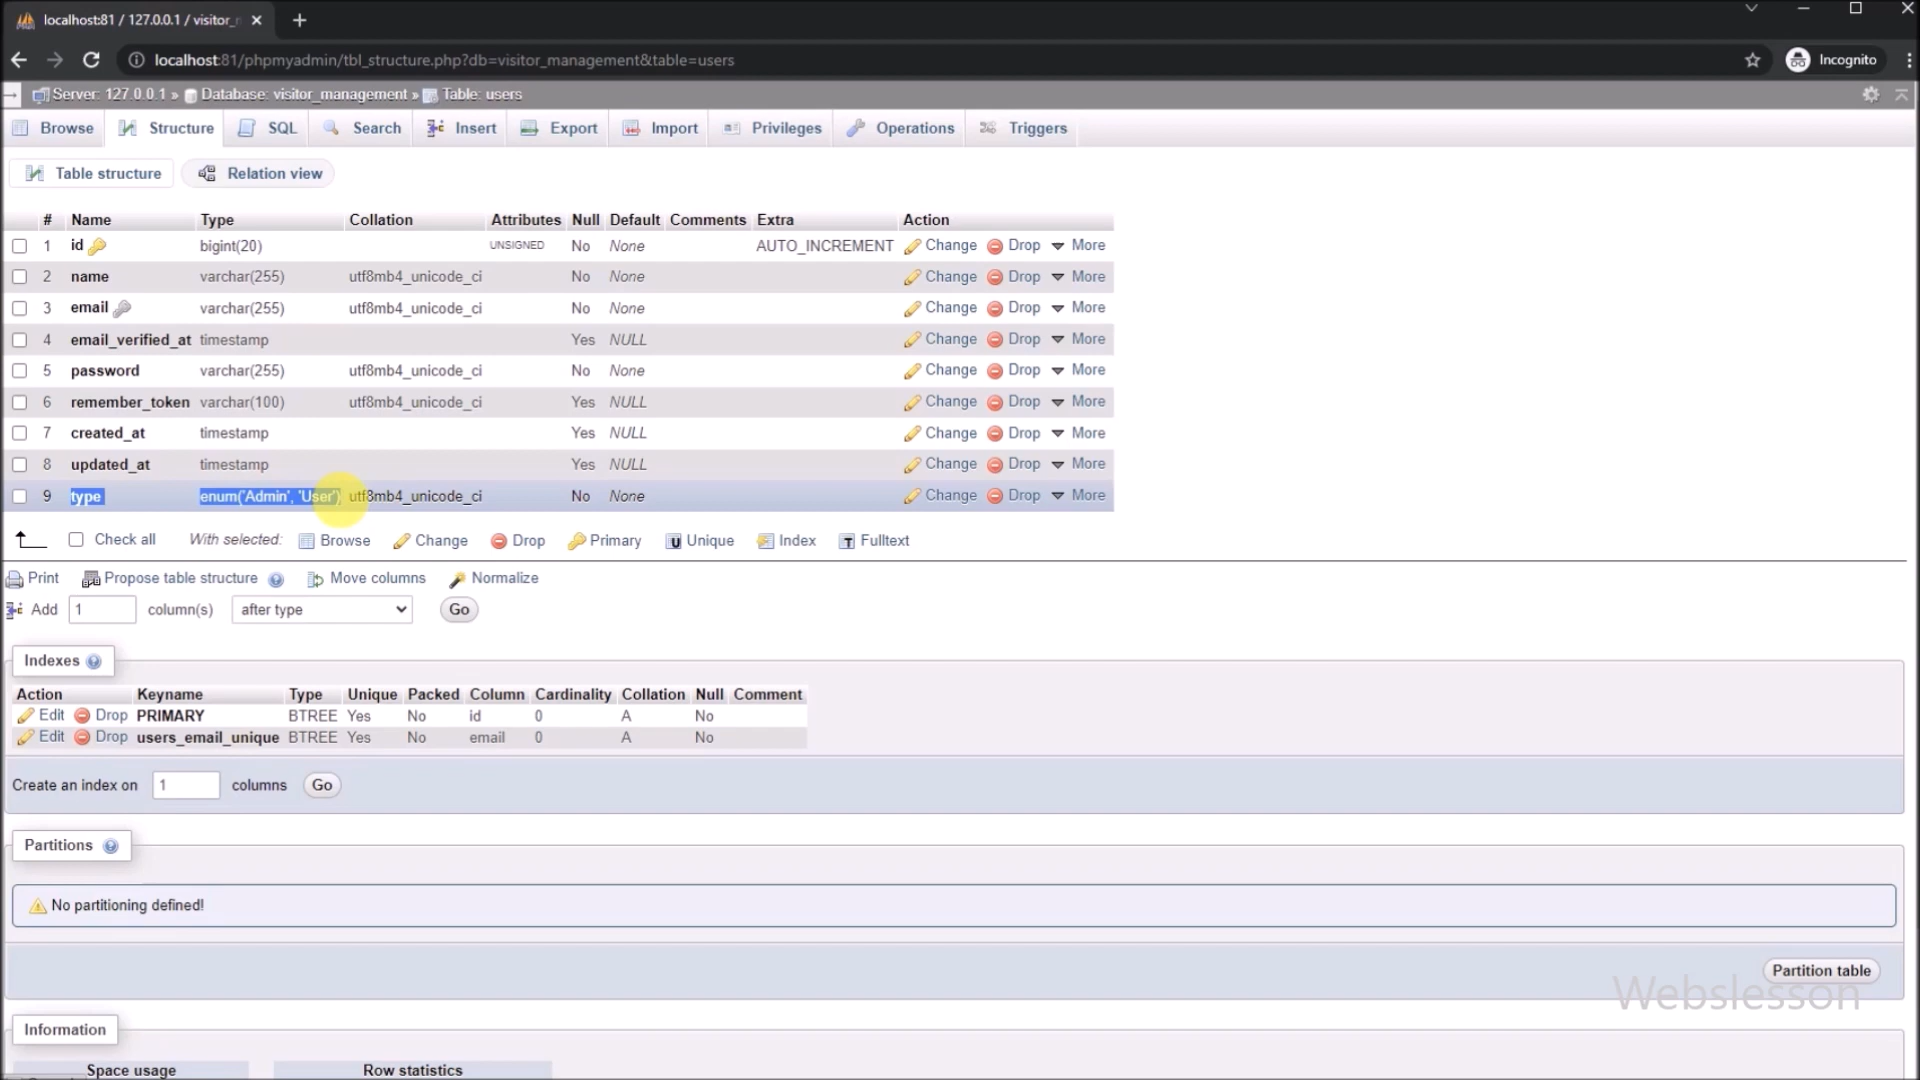 localhost:81 / 127.0.0.1 / visitor_
localhost:81/phpmyadmin/tbl_structure.php?db=visitor_management&table=users
Incognito
Server: 127.0.0.1 » Database: visitor_management » Table: users
Browse Structure SQL Search Insert Export Import Privileges Operations Triggers
Table structure Relation view
# Name Type Collation Attributes Null Default Comments Extra Action
1 id bigint(20) UNSIGNED No None AUTO_INCREMENT Change Drop More
2 name varchar(255) utf8mb4_unicode_ci No None Change Drop More
3 email varchar(255) utf8mb4_unicode_ci No None Change Drop More
4 email_verified_at timestamp Yes NULL Change Drop More
5 password varchar(255) utf8mb4_unicode_ci No None Change Drop More
6 remember_token varchar(100) utf8mb4_unicode_ci Yes NULL Change Drop More
7 created_at timestamp Yes NULL Change Drop More
8 updated_at timestamp Yes NULL Change Drop More
9 type enum('Admin', 'User') utf8mb4_unicode_ci No None Change Drop More
Check all With selected: Browse Change Drop Primary Unique Index Fulltext
Print Propose table structure Move columns Normalize
Add 1 column(s) after type Go
Indexes
Action Keyname Type Unique Packed Column Cardinality Collation Null Comment
Edit Drop PRIMARY BTREE Yes No id 0 A No
Edit Drop users_email_unique BTREE Yes No email 0 A No
Create an index on 1 columns Go
Partitions
No partitioning defined!
Partition table
Webslesson
Information
Space usage Row statistics